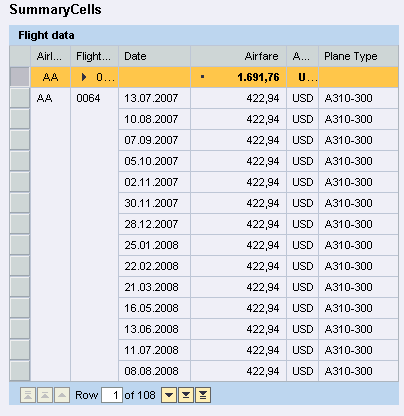 SummaryCells
Flight data
Airl... Flight... Date Airfare A... Plane Type
AA 0... 1.691,76 U...
AA 0064 13.07.2007 422,94 USD A310-300
10.08.2007 422,94 USD A310-300
07.09.2007 422,94 USD A310-300
05.10.2007 422,94 USD A310-300
02.11.2007 422,94 USD A310-300
30.11.2007 422,94 USD A310-300
28.12.2007 422,94 USD A310-300
25.01.2008 422,94 USD A310-300
22.02.2008 422,94 USD A310-300
21.03.2008 422,94 USD A310-300
16.05.2008 422,94 USD A310-300
13.06.2008 422,94 USD A310-300
11.07.2008 422,94 USD A310-300
08.08.2008 422,94 USD A310-300
Row 1 of 108